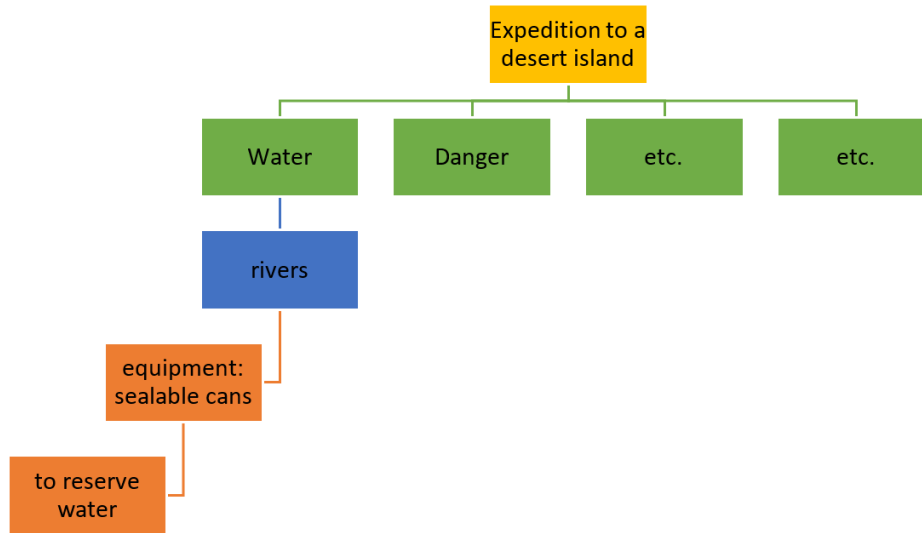 Expedition to a
desert island
Water
Danger
etc.
etc.
rivers
equipment:
sealable cans
to reserve
water